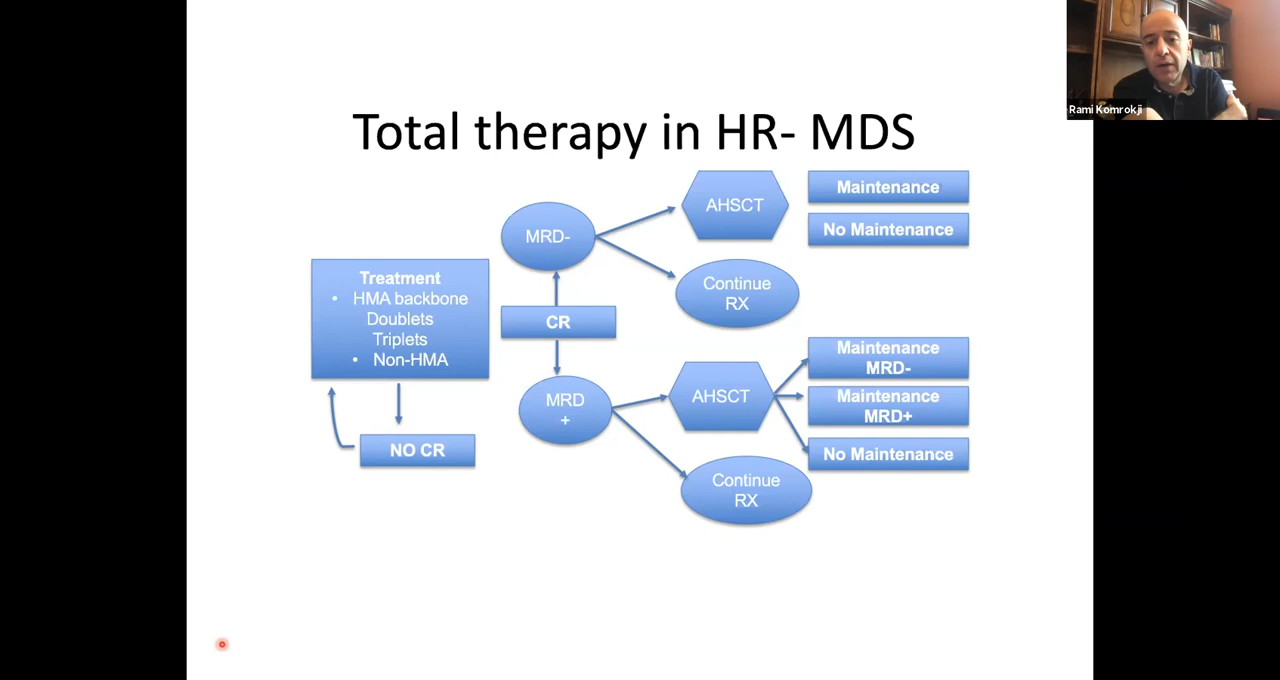 Rami Komrokji
Total therapy in HR- MDS
Treatment
• HMA backbone
Doublets
Triplets
• Non-HMA
NO CR
CR
MRD-
MRD
+
AHSCT
Continue
RX
Maintenance
No Maintenance
AHSCT
Continue
RX
Maintenance
MRD-
Maintenance
MRD+
No Maintenance